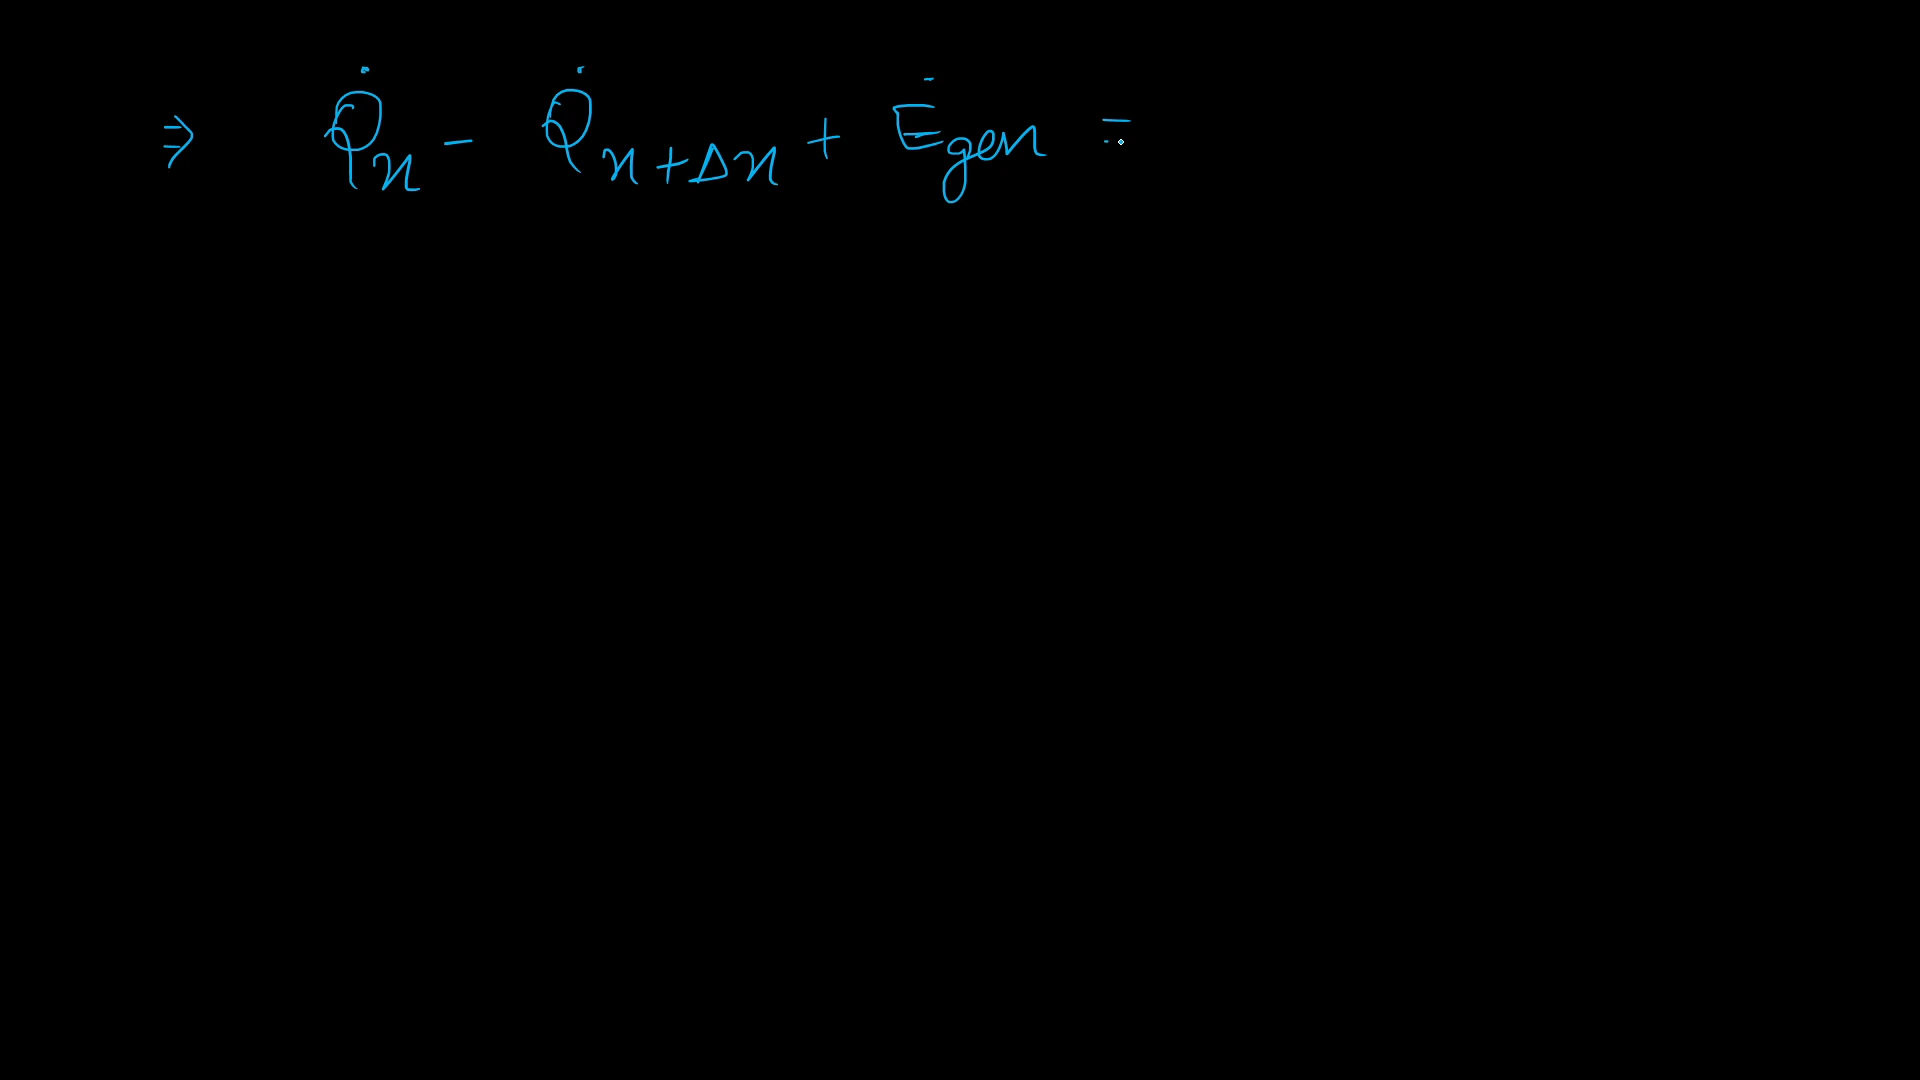 ⇒ Q̇ₓ - Q̇ₓ₊Δₓ + Ėgen =